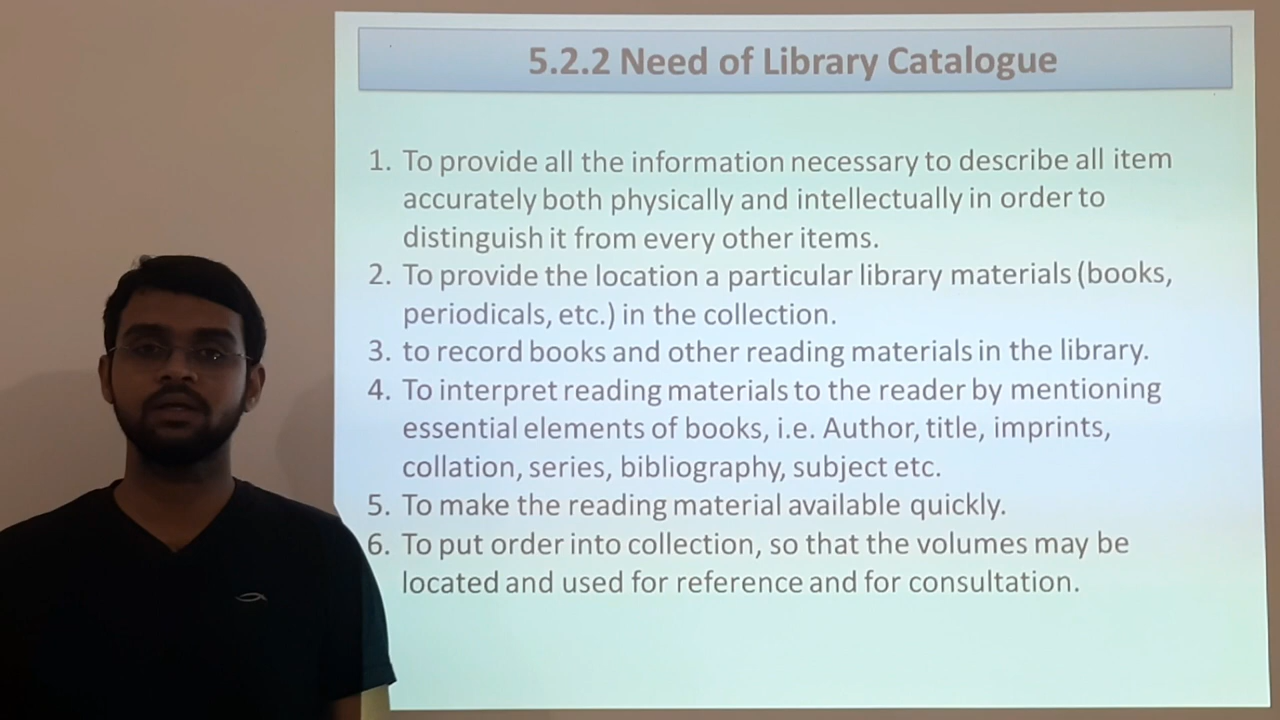 5.2.2 Need of Library Catalogue
1. To provide all the information necessary to describe all item
accurately both physically and intellectually in order to
distinguish it from every other items.
2. To provide the location a particular library materials (books,
periodicals, etc.) in the collection.
3. to record books and other reading materials in the library.
4. To interpret reading materials to the reader by mentioning
essential elements of books, i.e. Author, title, imprints,
collation, series, bibliography, subject etc.
5. To make the reading material available quickly.
6. To put order into collection, so that the volumes may be
located and used for reference and for consultation.